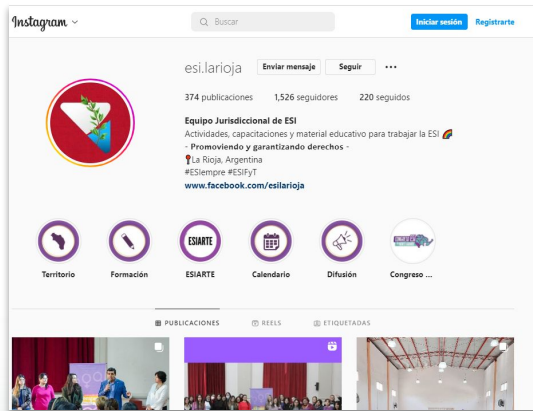 Instagram
Buscar
Iniciar sesión
Registrarte
esi.larioja
Enviar mensaje
Seguir
374 publicaciones 1,526 seguidores 220 seguidos
Equipo Jurisdiccional de ESI
Actividades, capacitaciones y material educativo para trabajar la ESI 🌈
- Promoviendo y garantizando derechos -
📍La Rioja, Argentina
#ESIempre #ESIFyT
www.facebook.com/esilarioja
ESIARTE
Territorio
Formación
ESIARTE
Calendario
Difusión
Congreso ...
PUBLICACIONES
REELS
ETIQUETADAS